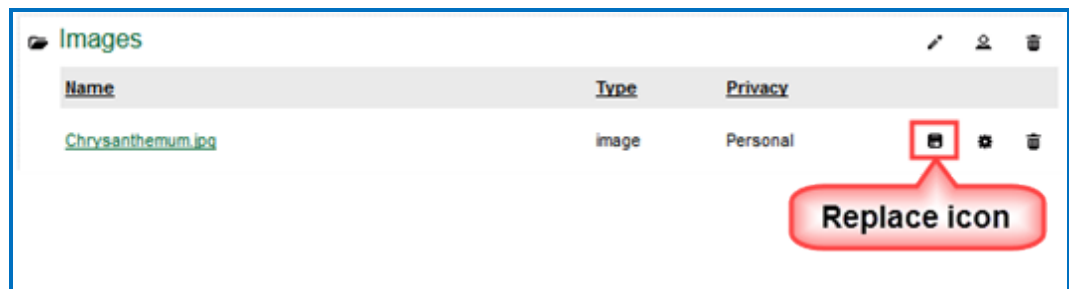 Images
Name Type Privacy
Chrysanthemum.jpg image Personal
Replace icon